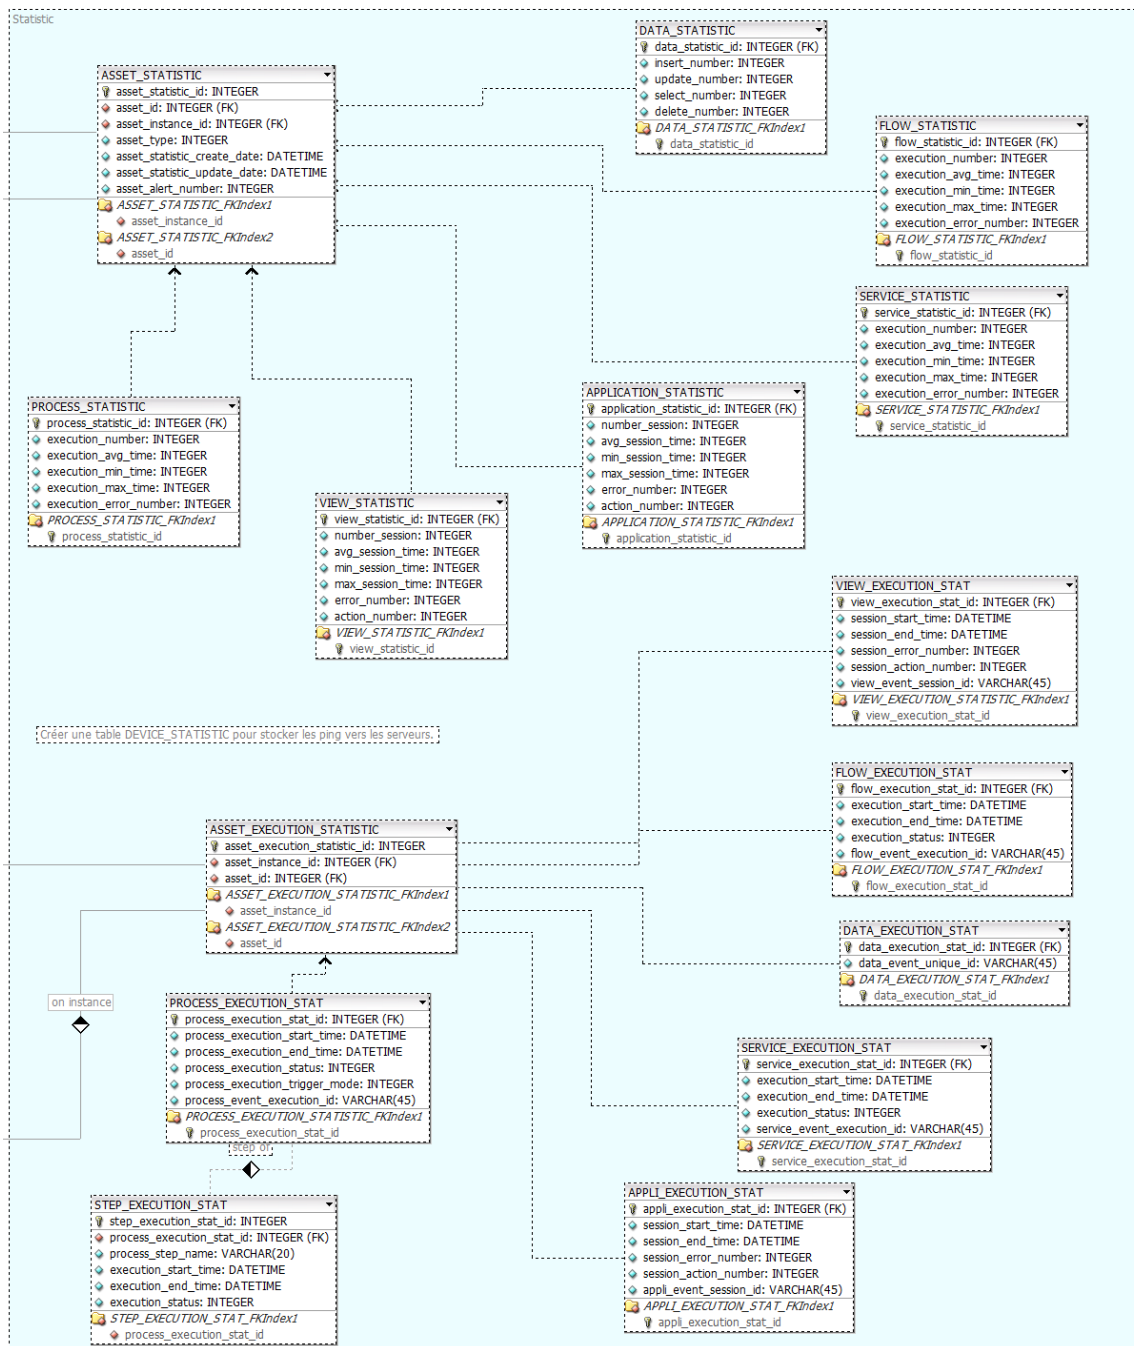 Statistic
DATA_STATISTIC
data_statistic_id: INTEGER (FK)
insert_number: INTEGER
update_number: INTEGER
select_number: INTEGER
delete_number: INTEGER
DATA_STATISTIC_FKIndex1
data_statistic_id
ASSET_STATISTIC
asset_statistic_id: INTEGER
asset_id: INTEGER (FK)
asset_instance_id: INTEGER (FK)
asset_type: INTEGER
asset_statistic_create_date: DATETIME
asset_statistic_update_date: DATETIME
asset_alert_number: INTEGER
ASSET_STATISTIC_FKIndex1
asset_instance_id
ASSET_STATISTIC_FKIndex2
asset_id
FLOW_STATISTIC
flow_statistic_id: INTEGER (FK)
execution_number: INTEGER
execution_avg_time: INTEGER
execution_min_time: INTEGER
execution_max_time: INTEGER
execution_error_number: INTEGER
FLOW_STATISTIC_FKIndex1
flow_statistic_id
SERVICE_STATISTIC
service_statistic_id: INTEGER (FK)
execution_number: INTEGER
execution_avg_time: INTEGER
execution_min_time: INTEGER
execution_max_time: INTEGER
execution_error_number: INTEGER
SERVICE_STATISTIC_FKIndex1
service_statistic_id
APPLICATION_STATISTIC
application_statistic_id: INTEGER (FK)
number_session: INTEGER
avg_session_time: INTEGER
min_session_time: INTEGER
max_session_time: INTEGER
error_number: INTEGER
action_number: INTEGER
APPLICATION_STATISTIC_FKIndex1
application_statistic_id
PROCESS_STATISTIC
process_statistic_id: INTEGER (FK)
execution_number: INTEGER
execution_avg_time: INTEGER
execution_min_time: INTEGER
execution_max_time: INTEGER
execution_error_number: INTEGER
PROCESS_STATISTIC_FKIndex1
process_statistic_id
VIEW_STATISTIC
view_statistic_id: INTEGER (FK)
number_session: INTEGER
avg_session_time: INTEGER
min_session_time: INTEGER
max_session_time: INTEGER
error_number: INTEGER
action_number: INTEGER
VIEW_STATISTIC_FKIndex1
view_statistic_id
VIEW_EXECUTION_STAT
view_execution_stat_id: INTEGER (FK)
session_start_time: DATETIME
session_end_time: DATETIME
session_error_number: INTEGER
session_action_number: INTEGER
view_event_session_id: VARCHAR(45)
VIEW_EXECUTION_STATISTIC_FKIndex1
view_execution_stat_id
Créer une table DEVICE_STATISTIC pour stocker les ping vers les serveurs.
FLOW_EXECUTION_STAT
flow_execution_stat_id: INTEGER (FK)
execution_start_time: DATETIME
execution_end_time: DATETIME
execution_status: INTEGER
flow_event_execution_id: VARCHAR(45)
FLOW_EXECUTION_STAT_FKIndex1
flow_execution_stat_id
ASSET_EXECUTION_STATISTIC
asset_execution_statistic_id: INTEGER
asset_instance_id: INTEGER (FK)
asset_id: INTEGER (FK)
ASSET_EXECUTION_STATISTIC_FKIndex1
asset_instance_id
ASSET_EXECUTION_STATISTIC_FKIndex2
asset_id
DATA_EXECUTION_STAT
data_execution_stat_id: INTEGER (FK)
data_event_unique_id: VARCHAR(45)
DATA_EXECUTION_STAT_FKIndex1
data_execution_stat_id
on instance
PROCESS_EXECUTION_STAT
process_execution_stat_id: INTEGER (FK)
process_execution_start_time: DATETIME
process_execution_end_time: DATETIME
process_execution_status: INTEGER
process_execution_trigger_mode: INTEGER
process_event_execution_id: VARCHAR(45)
PROCESS_EXECUTION_STATISTIC_FKIndex1
process_execution_stat_id
step of
SERVICE_EXECUTION_STAT
service_execution_stat_id: INTEGER (FK)
execution_start_time: DATETIME
execution_end_time: DATETIME
execution_status: INTEGER
service_event_execution_id: VARCHAR(45)
SERVICE_EXECUTION_STAT_FKIndex1
service_execution_stat_id
STEP_EXECUTION_STAT
step_execution_stat_id: INTEGER
process_execution_stat_id: INTEGER (FK)
process_step_name: VARCHAR(20)
execution_start_time: DATETIME
execution_end_time: DATETIME
execution_status: INTEGER
STEP_EXECUTION_STAT_FKIndex1
process_execution_stat_id
APPLI_EXECUTION_STAT
appli_execution_stat_id: INTEGER (FK)
session_start_time: DATETIME
session_end_time: DATETIME
session_error_number: INTEGER
session_action_number: INTEGER
appli_event_session_id: VARCHAR(45)
APPLI_EXECUTION_STAT_FKIndex1
appli_execution_stat_id